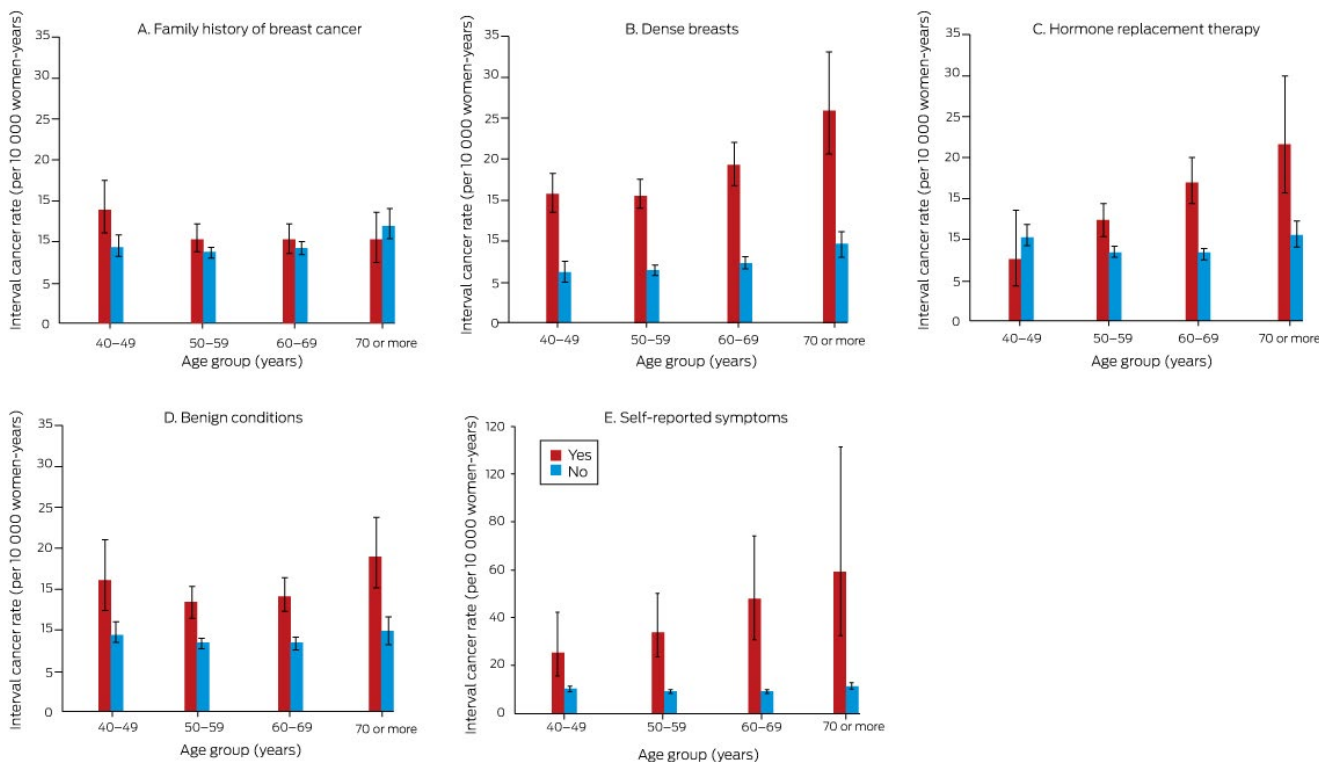 A. Family history of breast cancer
Interval cancer rate (per 10 000 women-years)
35
30
25
20
15
15
5
0
40–49 50–59 60–69 70 or more
Age group (years)
B. Dense breasts
Interval cancer rate (per 10 000 women-years)
35
30
25
20
15
15
5
0
40–49 50–59 60–69 70 or more
Age group (years)
C. Hormone replacement therapy
Interval cancer rate (per 10 000 women-years)
35
30
25
20
15
15
5
0
40–49 50–59 60–69 70 or more
Age group (years)
D. Benign conditions
Interval cancer rate (per 10 000 women-years)
35
30
25
20
15
15
5
0
40–49 50–59 60–69 70 or more
Age group (years)
E. Self-reported symptoms
Interval cancer rate (per 10 000 women-years)
120
120
80
60
40
20
0
Yes
No
40–49 50–59 60–69 70 or more
Age group (years)